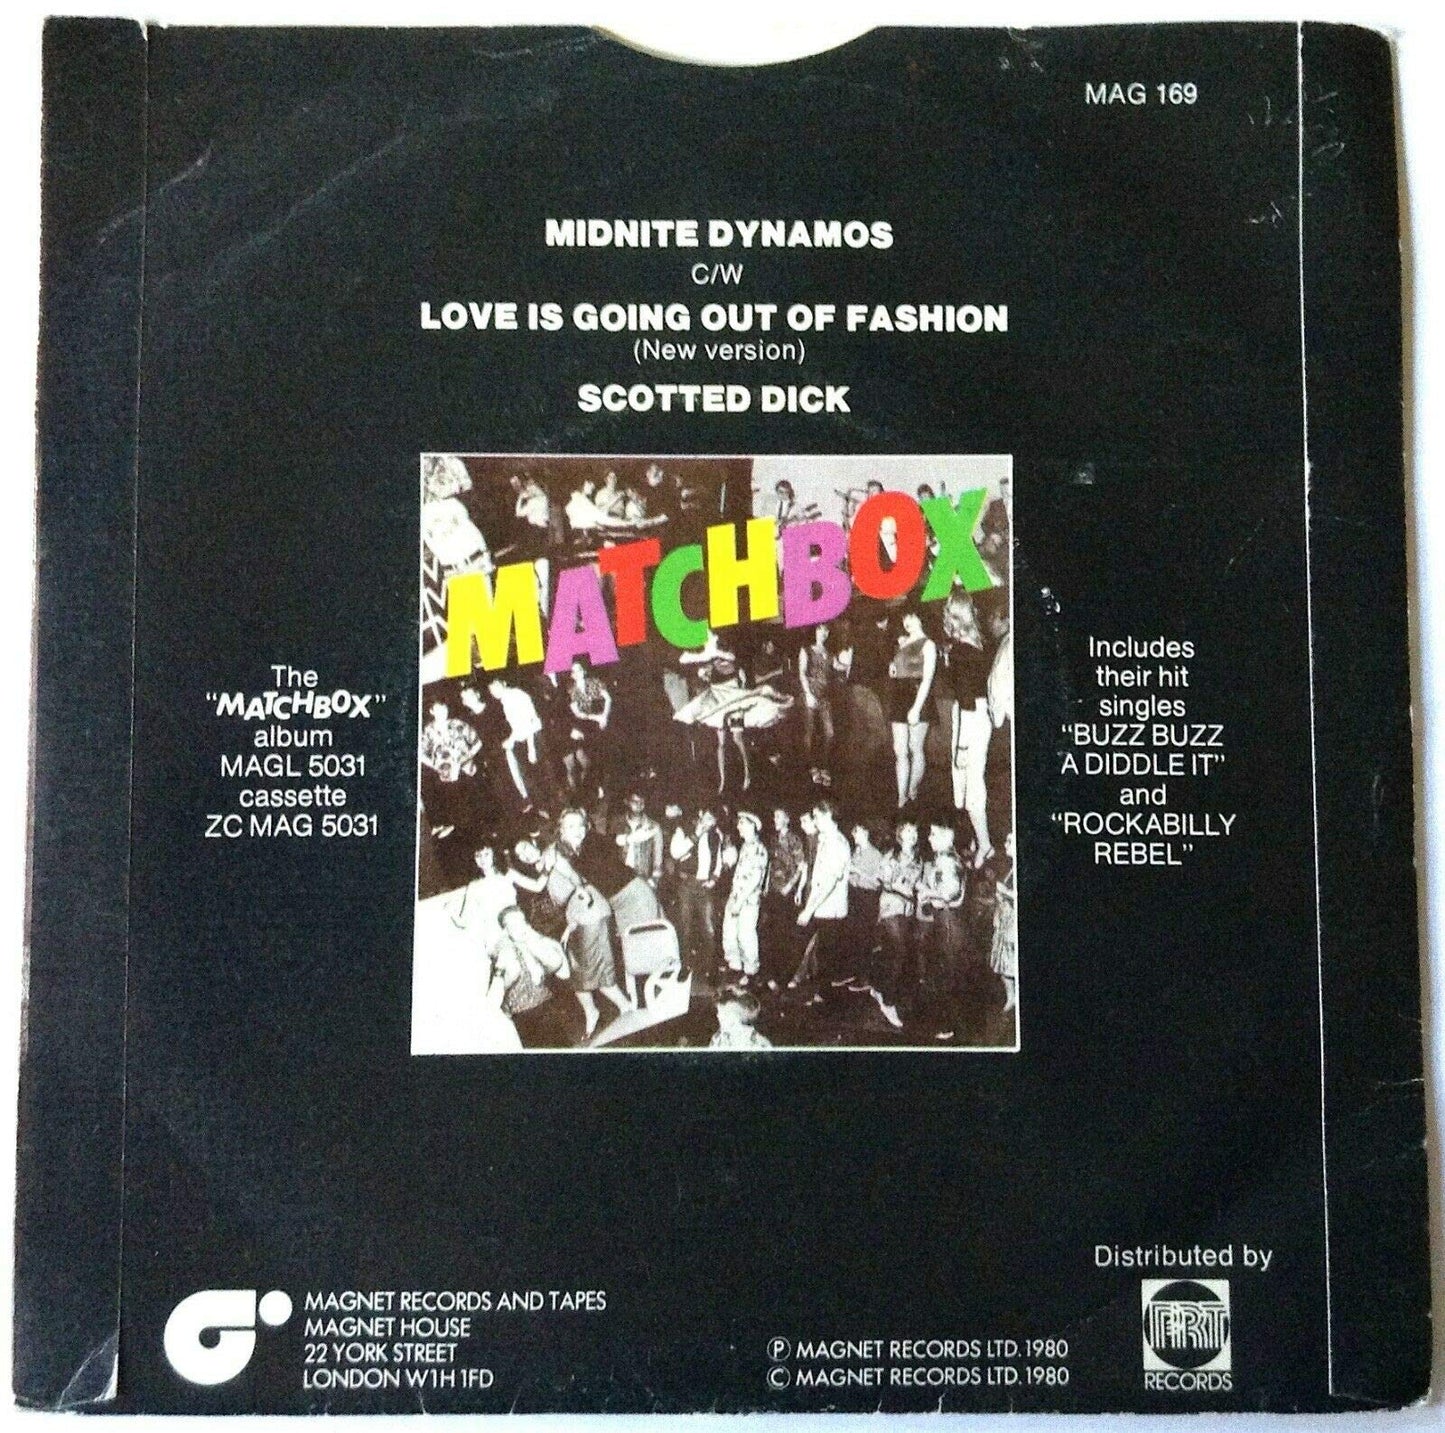 MAG 169
MIDNITE DYNAMOS
C/W
LOVE IS GOING OUT OF FASHION
(New version)
SCOTTED DICK
MATCHBOX
The
"MATCHBOX"
album
MAGL 5031
cassette
ZC MAG 5031
Includes
their hit
singles
"BUZZ BUZZ
A DIDDLE IT"
and
"ROCKABILLY
REBEL"
Distributed by
PRT
RECORDS
MAGNET RECORDS AND TAPES
MAGNET HOUSE
22 YORK STREET
LONDON W1H 1FD
Ⓟ MAGNET RECORDS LTD. 1980
© MAGNET RECORDS LTD. 1980